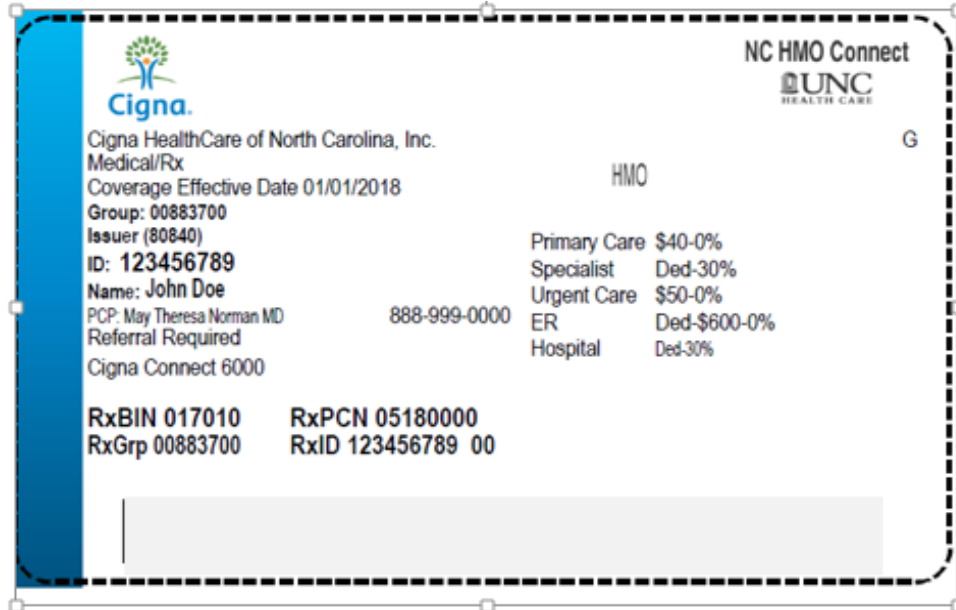 NC HMO Connect
UNC
HEALTH CARE
Cigna.
Cigna HealthCare of North Carolina, Inc.
G
Medical/Rx
HMO
Coverage Effective Date 01/01/2018
Group: 00883700
Issuer (80840)
ID: 123456789
Name: John Doe
PCP: May Theresa Norman MD 888-999-0000
Referral Required
Cigna Connect 6000
Primary Care $40-0%
Specialist Ded-30%
Urgent Care $50-0%
ER Ded-$600-0%
Hospital Ded-30%
RxBIN 017010 RxPCN 05180000
RxGrp 00883700 RxID 123456789 00